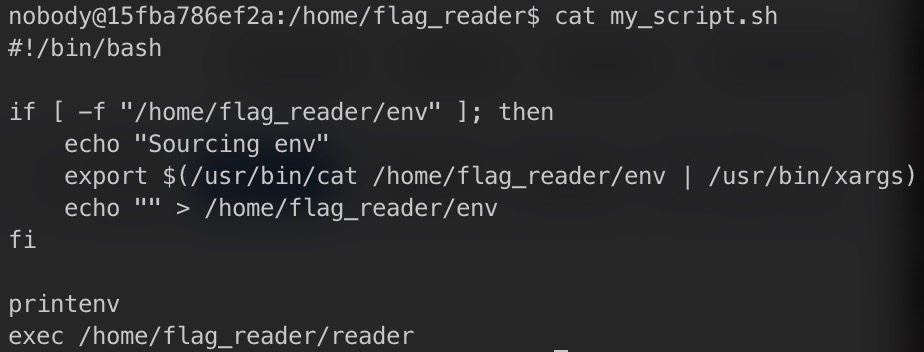 nobody@15fba786ef2a:/home/flag_reader$ cat my_script.sh
#!/bin/bash

if [ -f "/home/flag_reader/env" ]; then
    echo "Sourcing env"
    export $(/usr/bin/cat /home/flag_reader/env | /usr/bin/xargs)
    echo "" > /home/flag_reader/env
fi

printenv
exec /home/flag_reader/reader